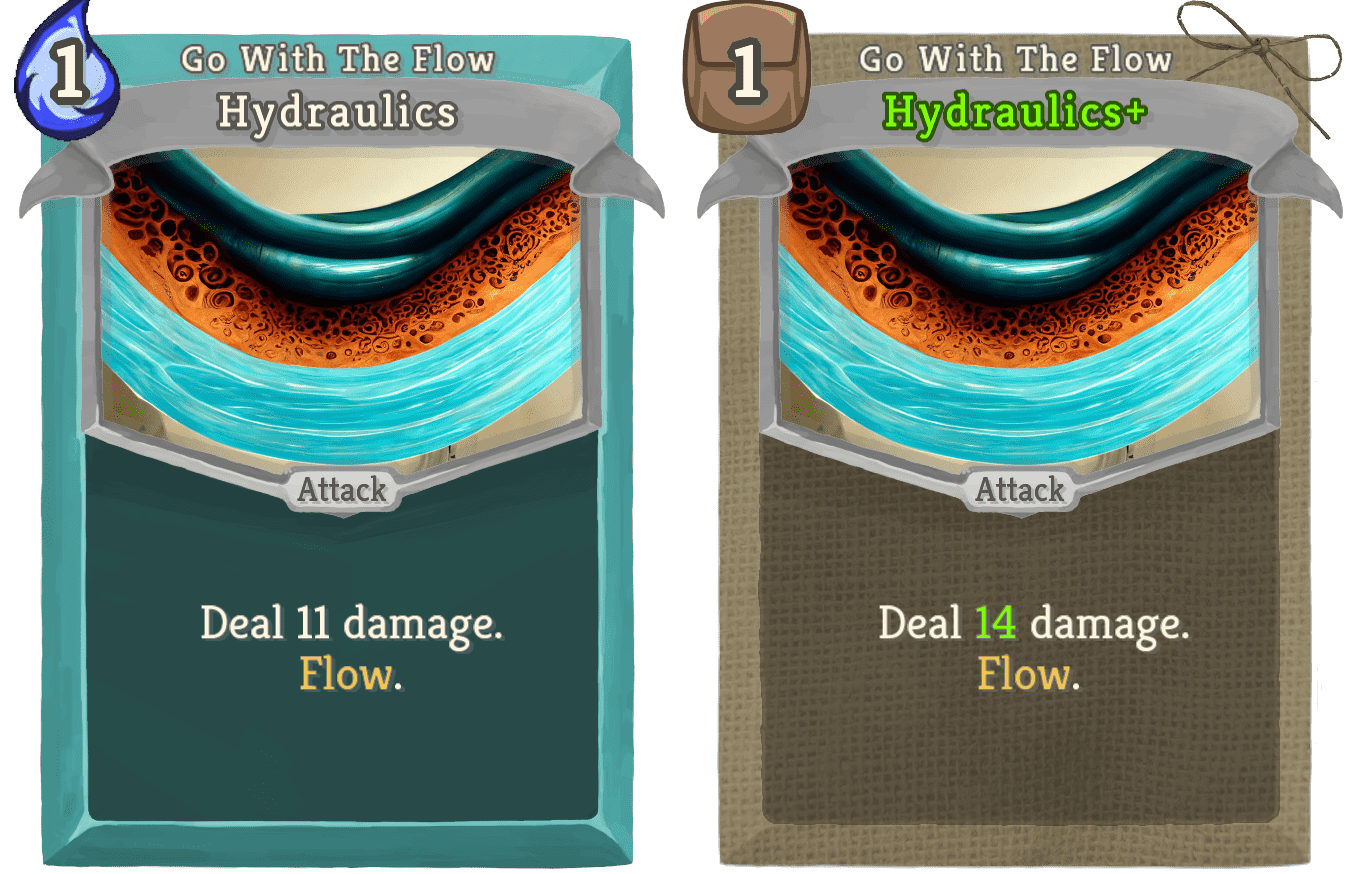 1
Go With The Flow
Hydraulics
Attack
Deal 11 damage.
Flow.
1
Go With The Flow
Hydraulics+
Attack
Deal 14 damage.
Flow.